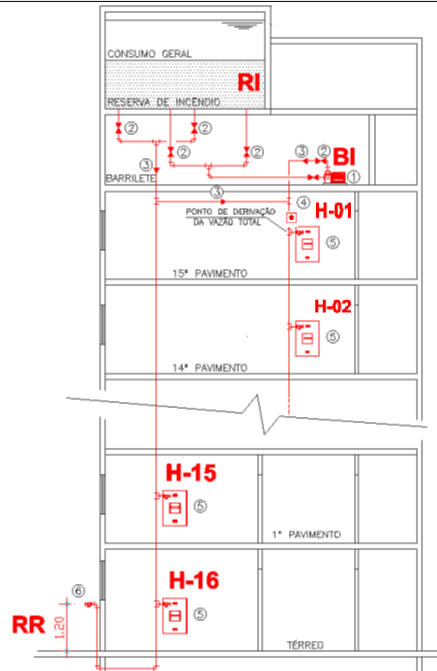 CONSUMO GERAL
RI
RESERVA DE INCÊNDIO
2 2
3 2 BI
3 2 2 1
BARRILETE
3
4 H-01
PONTO DE DERIVAÇÃO
DA VAZÃO TOTAL
5
15º PAVIMENTO
H-02
5
14º PAVIMENTO
H-15
5
1º PAVIMENTO
H-16
6
5
RR
1.20
TÉRREO